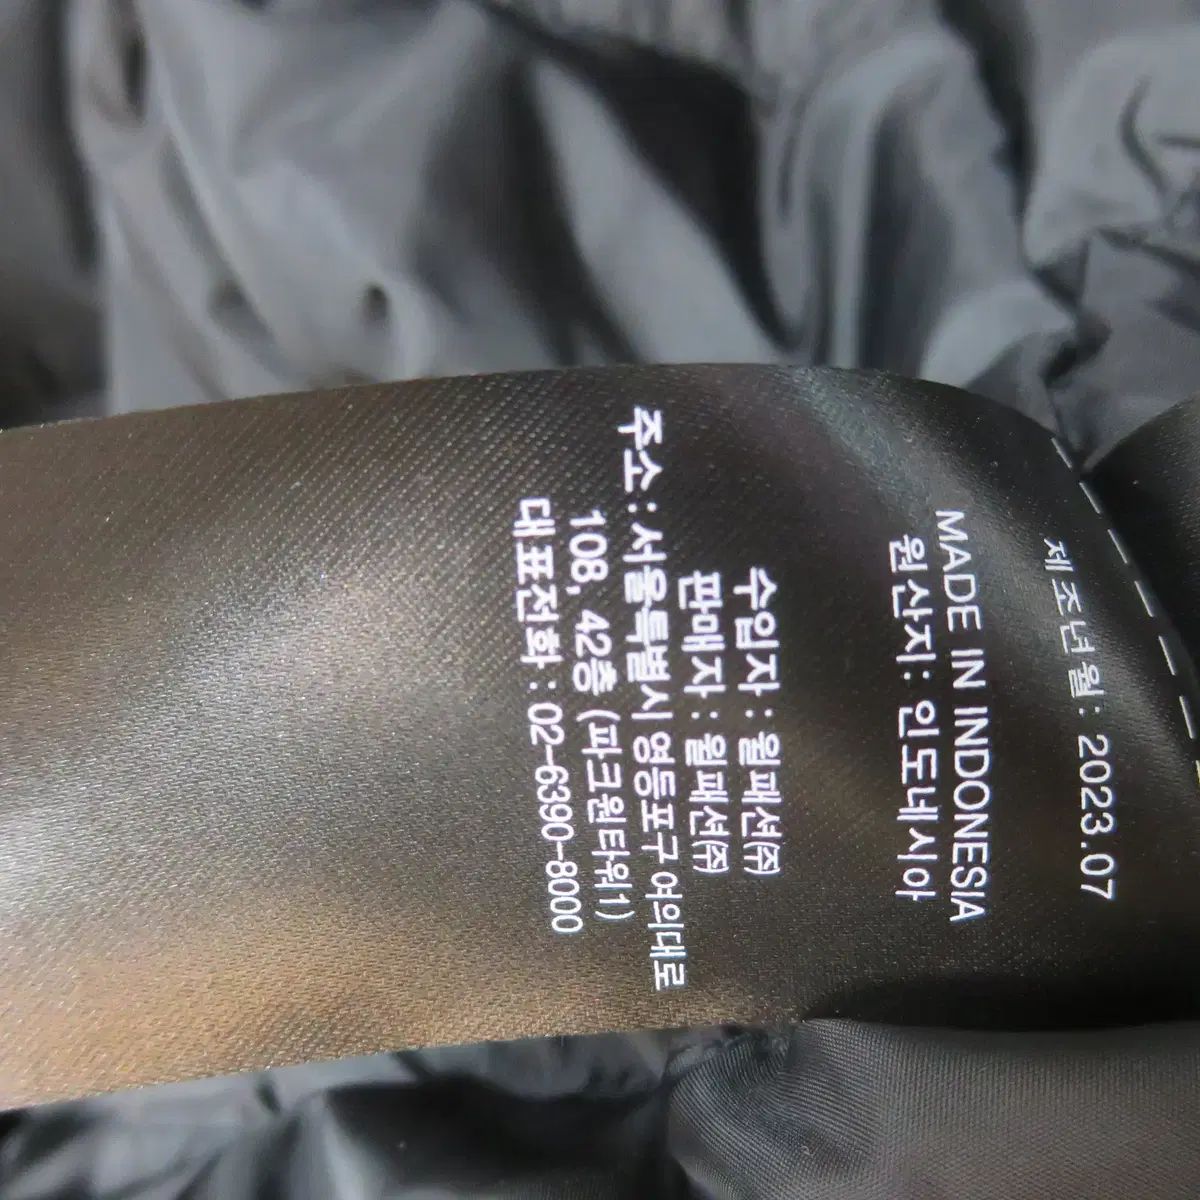 제조년월: 2023.07
MADE IN INDONESIA
원산지: 인도네시아
수입자 : 월패션㈜
판매자 : 월패션㈜
주소 : 서울특별시 영등포구 여의대로
108, 42층 (파크원타워1)
대표전화 : 02-6390-8000